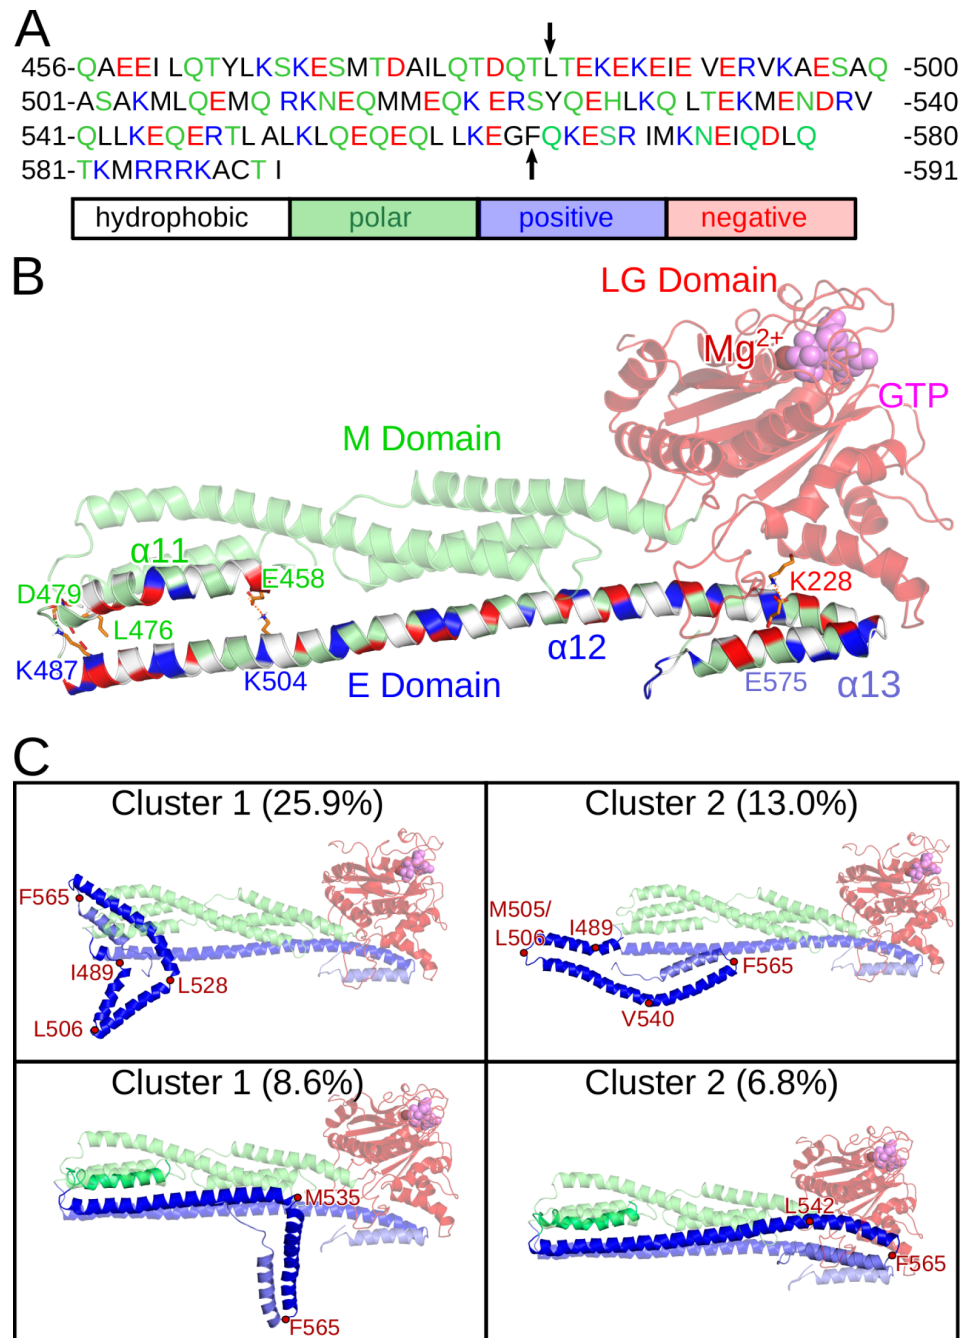 A
456-QAEEI LQTYLKSKESMTDAILQTDQTLTEKEKEIE VERVKAESAQ -500
501-ASAKMLQEMQ RKNEQMMEQK ERSYQEHLKQ LTEKMENDRV -540
541-QLLKEQERTL ALKLQEQEQL LKEGFQKESR IMKNEIQDLQ -580
581-TKMRRRKACT I -591
hydrophobic polar positive negative
B
LG Domain
Mg2+
GTP
M Domain
α11
D479
E458
K228
L476
K487
K504
α12
E Domain
E575
α13
C
Cluster 1 (25.9%)
F565
I489
L528
L506
Cluster 2 (13.0%)
M505/
L506
I489
F565
V540
Cluster 1 (8.6%)
M535
F565
Cluster 2 (6.8%)
L542
F565